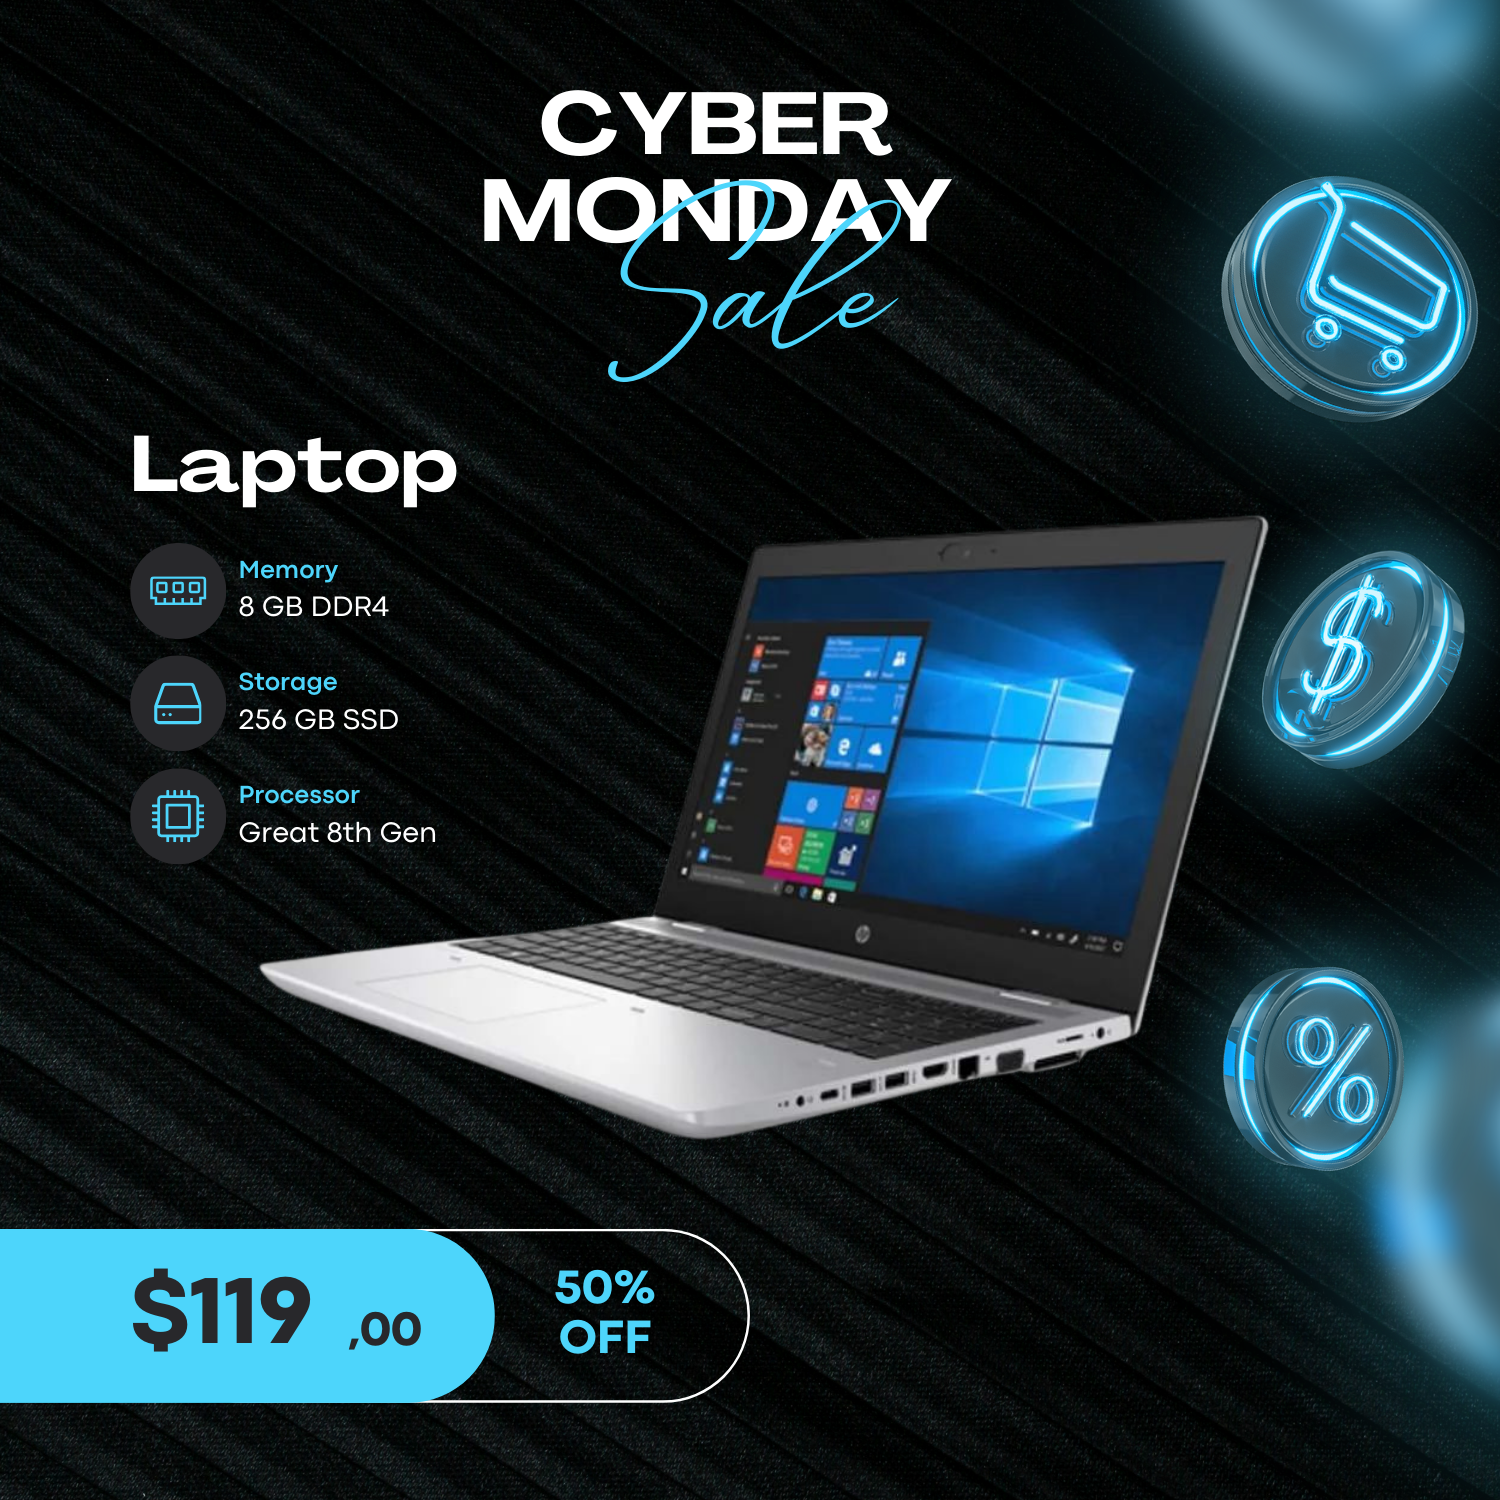 CYBER
MONDAY
Sale
Laptop
Memory
8 GB DDR4
Storage
256 GB SSD
Processor
Great 8th Gen
hp
$119 ,00
50%
OFF